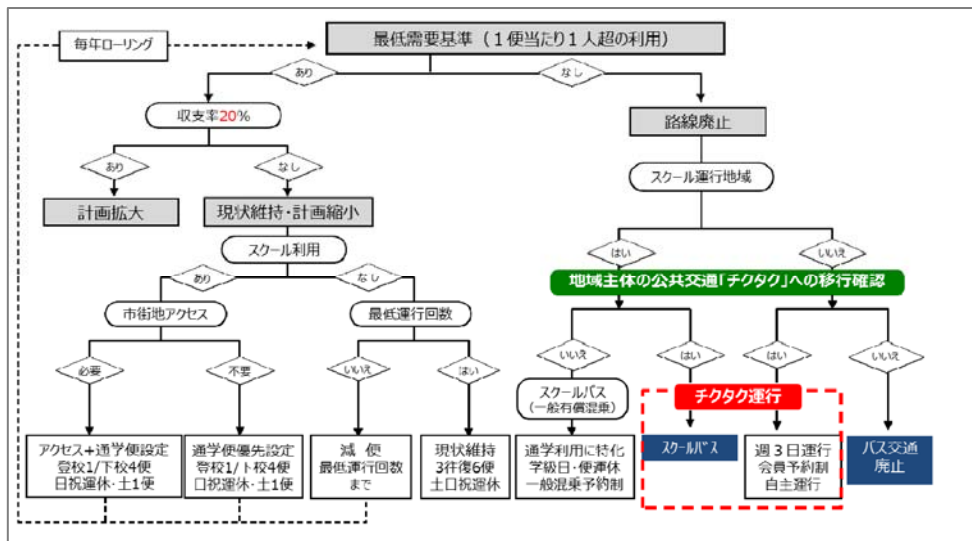 毎年ローリング
最低需要基準（１便当たり１人超の利用）
あり
なし
収支率20％
路線廃止
あり
なし
スクール運行地域
計画拡大
現状維持・計画縮小
スクール利用
はい
いいえ
あり
なし
地域主体の公共交通「チクタク」への移行確認
市街地アクセス
最低運行回数
必要
不要
いいえ
はい
いいえ
はい
はい
いいえ
スクールバス
（一般有償混乗）
チクタク運行
アクセス+通学便設定
登校1/下校4便
日祝運休・土1便
通学便優先設定
登校1/ト校4便
口祝運休・土1便
減 便
最低運行回数
まで
現状維持
3往復6便
土口祝運休
通学利用に特化
学級日・便運休
一般混乗予約制
スクールバス
週３日運行
会員予約制
自主運行
バス交通
廃止